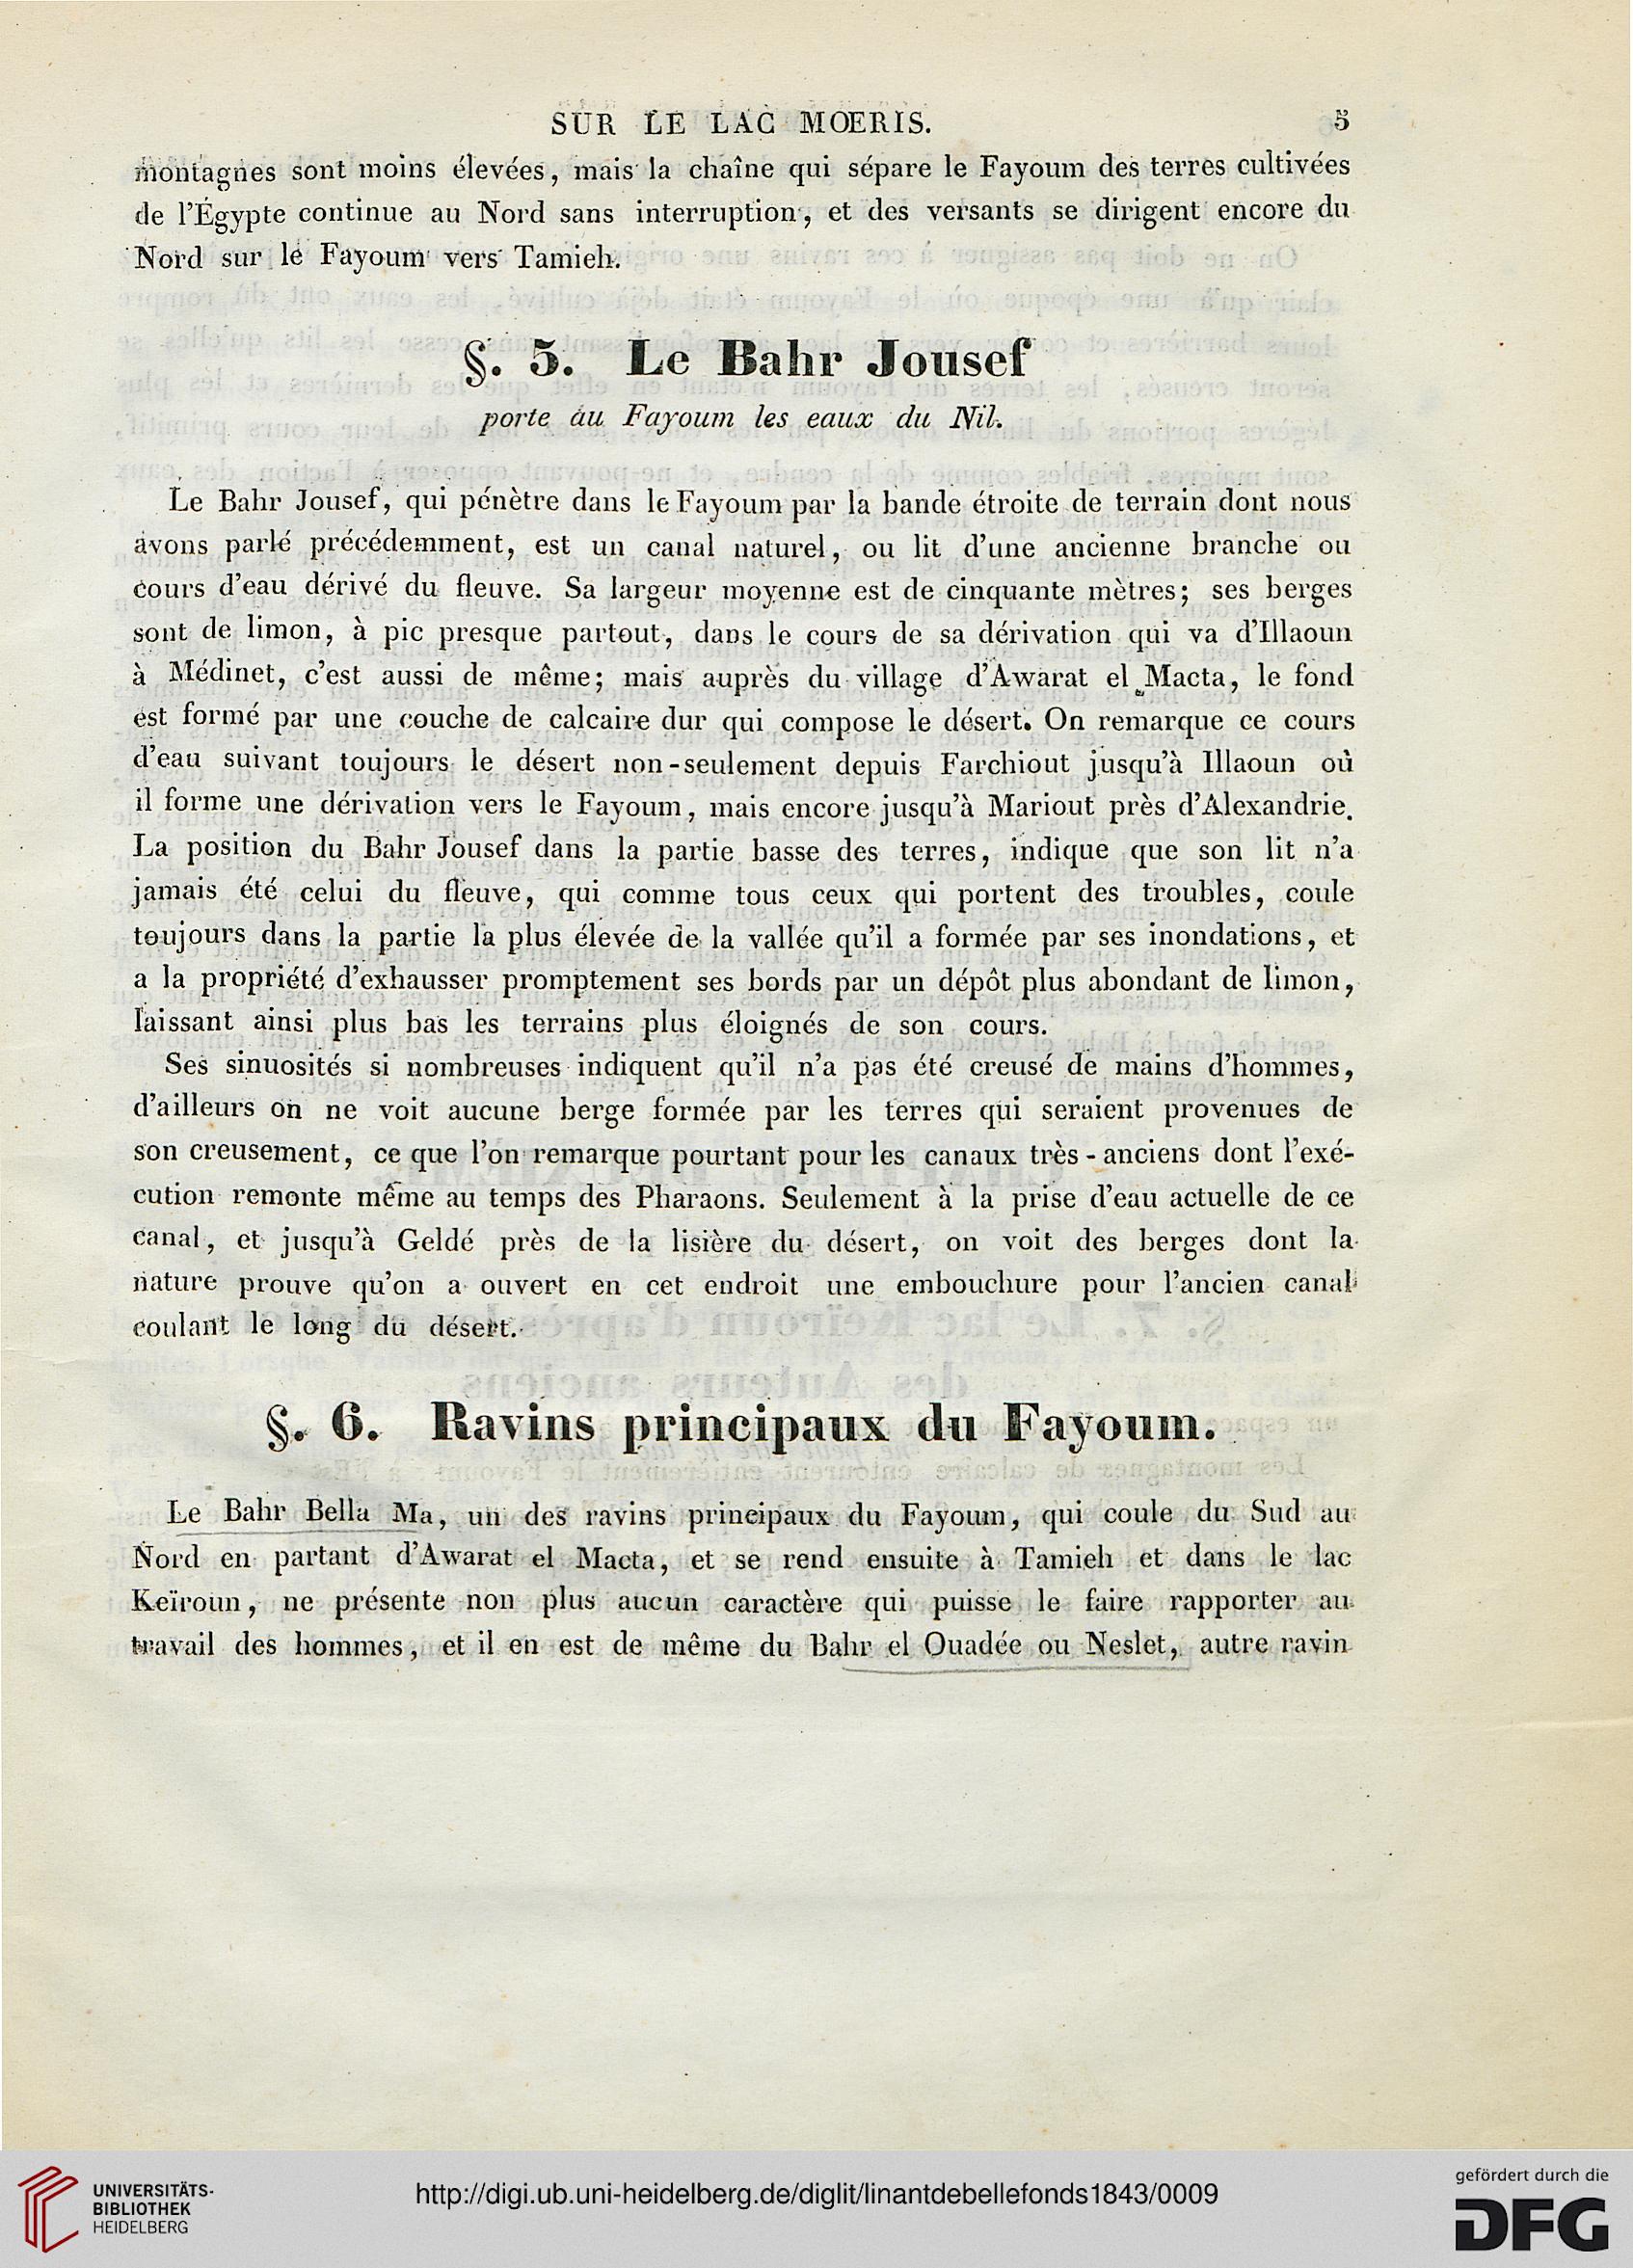 SUR LE LAC MOERIS. 5
montagnes sont moins élevées, mais la chaîne qui sépare le Fayoum des terres cultivées
de l'Égypte continue au Nord sans interruption, et des versants se dirigent encore du
Nord sur le Fayoum vers Tamieh.
§. 5. Le Bahr Jousef
porte au Fayoum les eaux du Nil.
Le Bahr Jousef, qui pénètre dans le Fayoum par la bande étroite de terrain dont nous
avons parlé précédemment, est un canal naturel, ou lit d'une ancienne branche ou
cours d'eau dérivé du fleuve. Sa largeur moyenne est de cinquante mètres; ses berges
sont de limon, à pic presque partout, dans le cours de sa dérivation qui va d'Illaoun
à Médinet, c'est aussi de même; mais auprès du village d'Awarat el Macta, le fond
est formé par une couche de calcaire dur qui compose le désert. On remarque ce cours
d'eau suivant toujours le désert non-seulement depuis Farchiout jusqu'à Illaoun où
il forme une dérivation vers le Fayoum, mais encore jusqu'à Mariout près d'Alexandrie.
La position du Bahr Jousef dans la partie basse des terres, indique que son lit n'a
jamais été celui du fleuve, qui comme tous ceux qui portent des troubles, coule
toujours dans la partie la plus élevée de la vallée qu'il a formée par ses inondations, et
a la propriété d'exhausser promptement ses bords par un dépôt plus abondant de limon,
laissant ainsi plus bas les terrains plus éloignés de son cours.
Ses sinuosités si nombreuses indiquent qu'il n'a pas été creusé de mains d'hommes,
d'ailleurs on ne voit aucune berge formée par les terres qui seraient provenues de
son creusement, ce que l'on remarque pourtant pour les canaux très-anciens dont l'exé-
cution remonte même au temps des Pharaons. Seulement à la prise d'eau actuelle de ce
canal, et jusqu'à Geldé près de la lisière du désert, on voit des berges dont la
nature prouve qu'on a ouvert en cet endroit une embouchure pour l'ancien canal
coulant le long du désert.
§. 6. Ravins principaux du Fayoum.
Le Bahr Bella Ma, un des ravins principaux du Fayoum, qui coule du Sud au
Nord en partant d'Awarat el Macta, et se rend ensuite à Tamieh et dans le lac
Keïroun, ne présente non plus aucun caractère qui puisse le faire rapporter au
travail des hommes, et il en est de même du Bahr el Ouadée ou Neslet, autre ravin
UNIVERSITÄTS-
BIBLIOTHEK
HEIDELBERG
http://digi.ub.uni-heidelberg.de/diglit/linantdebellefonds1843/0009
gefördert durch die
DFG